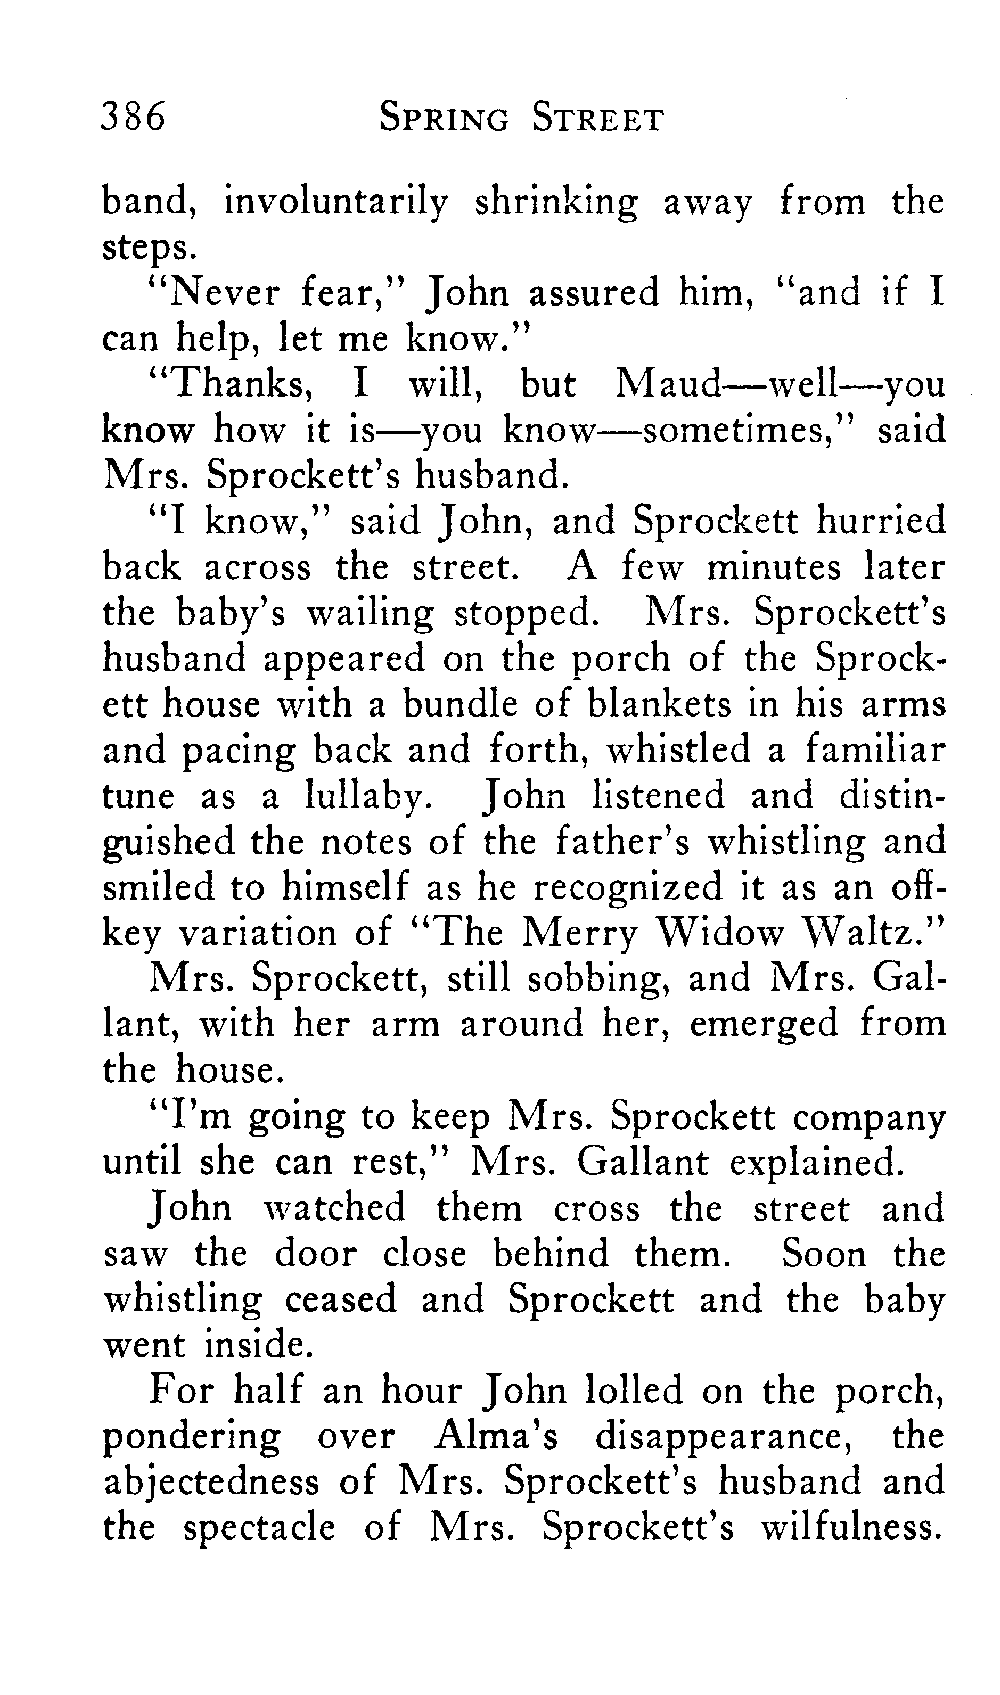 386 SPRING STREET
band, involuntarily shrinking away from the
steps.
"Never fear," John assured him, "and if I
can help, let me know."
"Thanks, I will, but Maud—well—you
know how it is—you know—sometimes," said
Mrs. Sprockett's husband.
"I know," said John, and Sprockett hurried
back across the street. A few minutes later
the baby's wailing stopped. Mrs. Sprockett's
husband appeared on the porch of the Sprock-
ett house with a bundle of blankets in his arms
and pacing back and forth, whistled a familiar
tune as a lullaby. John listened and distin-
guished the notes of the father's whistling and
smiled to himself as he recognized it as an off-
key variation of "The Merry Widow Waltz."
Mrs. Sprockett, still sobbing, and Mrs. Gal-
lant, with her arm around her, emerged from
the house.
"I'm going to keep Mrs. Sprockett company
until she can rest," Mrs. Gallant explained.
John watched them cross the street and
saw the door close behind them. Soon the
whistling ceased and Sprockett and the baby
went inside.
For half an hour John lolled on the porch,
pondering over Alma's disappearance, the
abjectedness of Mrs. Sprockett's husband and
the spectacle of Mrs. Sprockett's wilfulness.